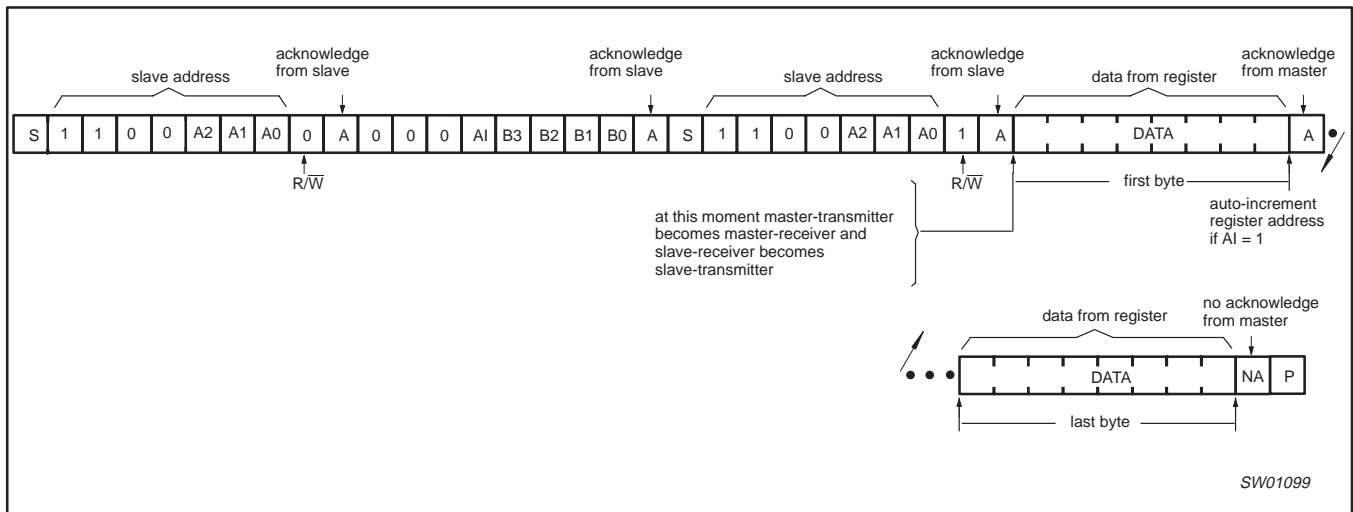 acknowledge
from slave
acknowledge
from slave
acknowledge
from slave
acknowledge
from master
slave address
slave address
data from register
S 1 1 0 0 A2 A1 A0 0 A 0 0 0 AI B3 B2 B1 B0 A S 1 1 0 0 A2 A1 A0 1 A DATA A
R/W̅
R/W̅
first byte
at this moment master-transmitter
becomes master-receiver and
slave-receiver becomes
slave-transmitter
auto-increment
register address
if AI = 1
data from register
no acknowledge
from master
DATA NA P
last byte
SW01099